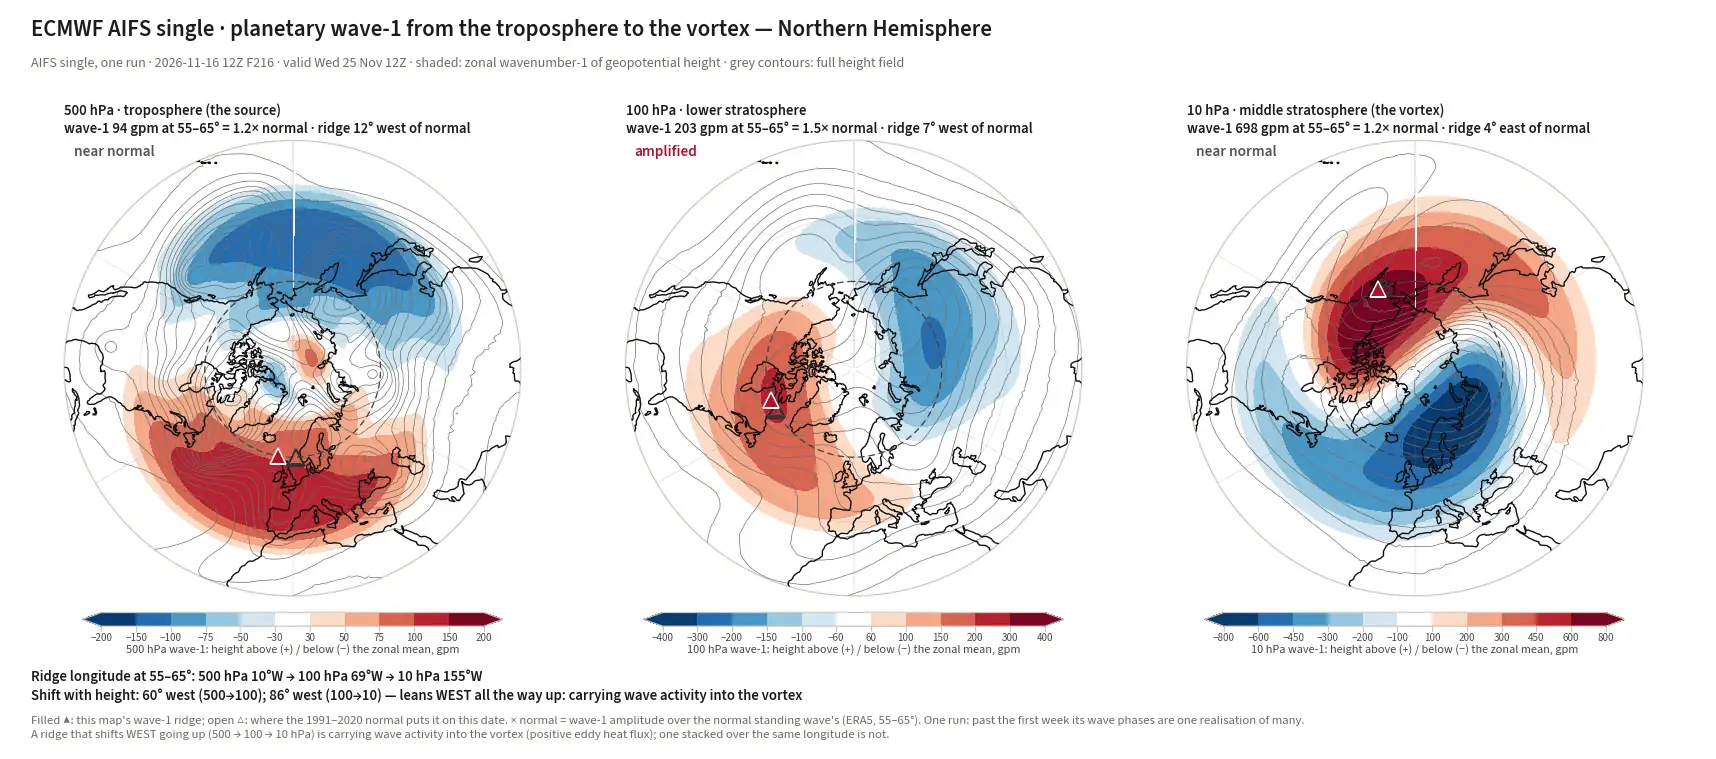 ECMWF AIFS single · planetary wave-1 from the troposphere to the vortex — Northern Hemisphere
AIFS single, one run · 2026-11-16 12Z F216 · valid Wed 25 Nov 12Z · shaded: zonal wavenumber-1 of geopotential height · grey contours: full height field
500 hPa · troposphere (the source)
wave-1 94 gpm at 55–65° = 1.2× normal · ridge 12° west of normal
near normal
100 hPa · lower stratosphere
wave-1 203 gpm at 55–65° = 1.5× normal · ridge 7° west of normal
amplified
10 hPa · middle stratosphere (the vortex)
wave-1 698 gpm at 55–65° = 1.2× normal · ridge 4° east of normal
near normal
−200 −150 −100 −75 −50 −30 30 50 75 100 150 200
500 hPa wave-1: height above (+) / below (−) the zonal mean, gpm
−400 −300 −200 −150 −100 −60 60 100 150 200 300 400
100 hPa wave-1: height above (+) / below (−) the zonal mean, gpm
−800 −600 −450 −300 −200 −100 100 200 300 450 600 800
10 hPa wave-1: height above (+) / below (−) the zonal mean, gpm
Ridge longitude at 55–65°: 500 hPa 10°W → 100 hPa 69°W → 10 hPa 155°W
Shift with height: 60° west (500→100); 86° west (100→10) — leans WEST all the way up: carrying wave activity into the vortex
Filled ▲: this map's wave-1 ridge; open △: where the 1991–2020 normal puts it on this date. × normal = wave-1 amplitude over the normal standing wave's (ERA5, 55–65°). One run: past the first week its wave phases are one realisation of many.
A ridge that shifts WEST going up (500 → 100 → 10 hPa) is carrying wave activity into the vortex (positive eddy heat flux); one stacked over the same longitude is not.